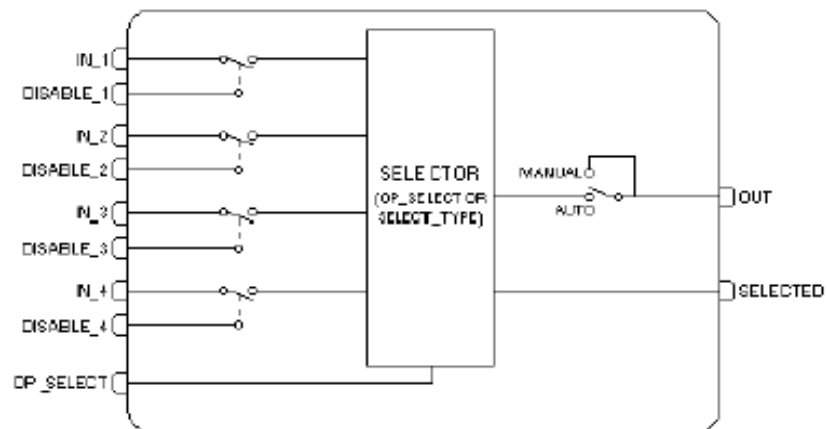 IN_1
DISABLE_1
IN_2
DISABLE_2
IN_3
DISABLE_3
IN_4
DISABLE_4
OP_SELECT
SELECTOR
(OP_SELECT OR
SELECT_TYPE)
MANUAL
AUTO
OUT
SELECTED